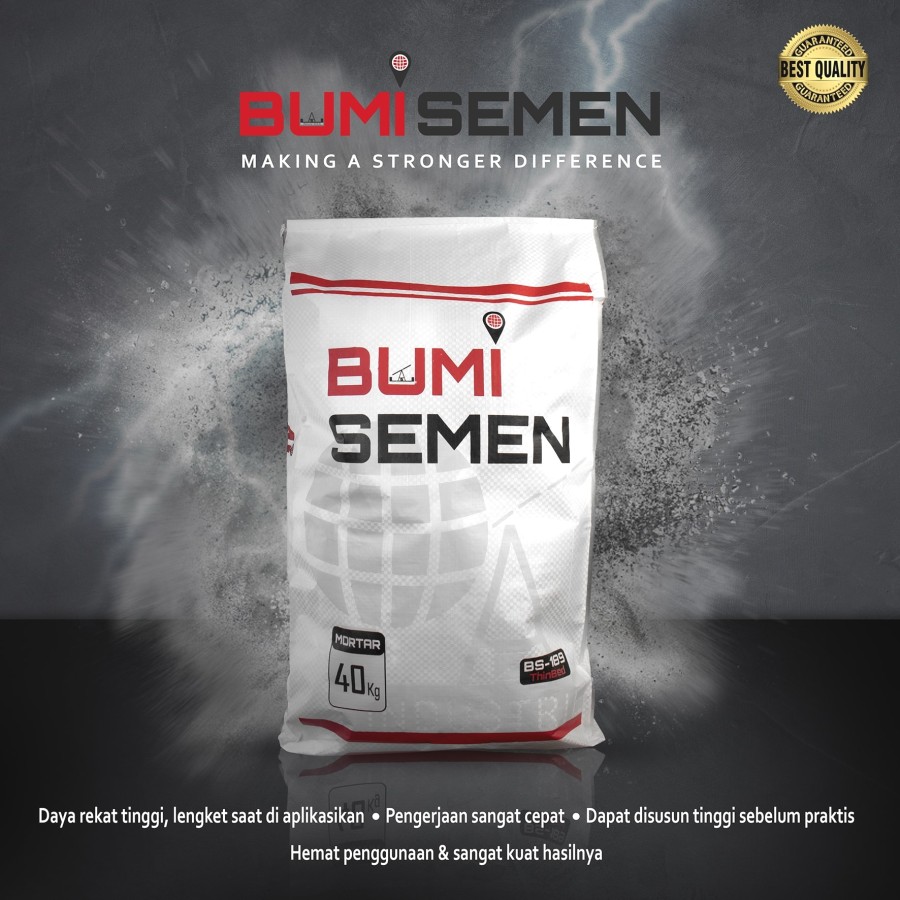 GUARANTEED
BEST QUALITY
GUARANTEED
BUMI SEMEN
MAKING A STRONGER DIFFERENCE
BUMI
SEMEN
MORTAR
40Kg
BS-189
ThinBed
Daya rekat tinggi, lengket saat di aplikasikan • Pengerjaan sangat cepat • Dapat disusun tinggi sebelum praktis
Hemat penggunaan & sangat kuat hasilnya